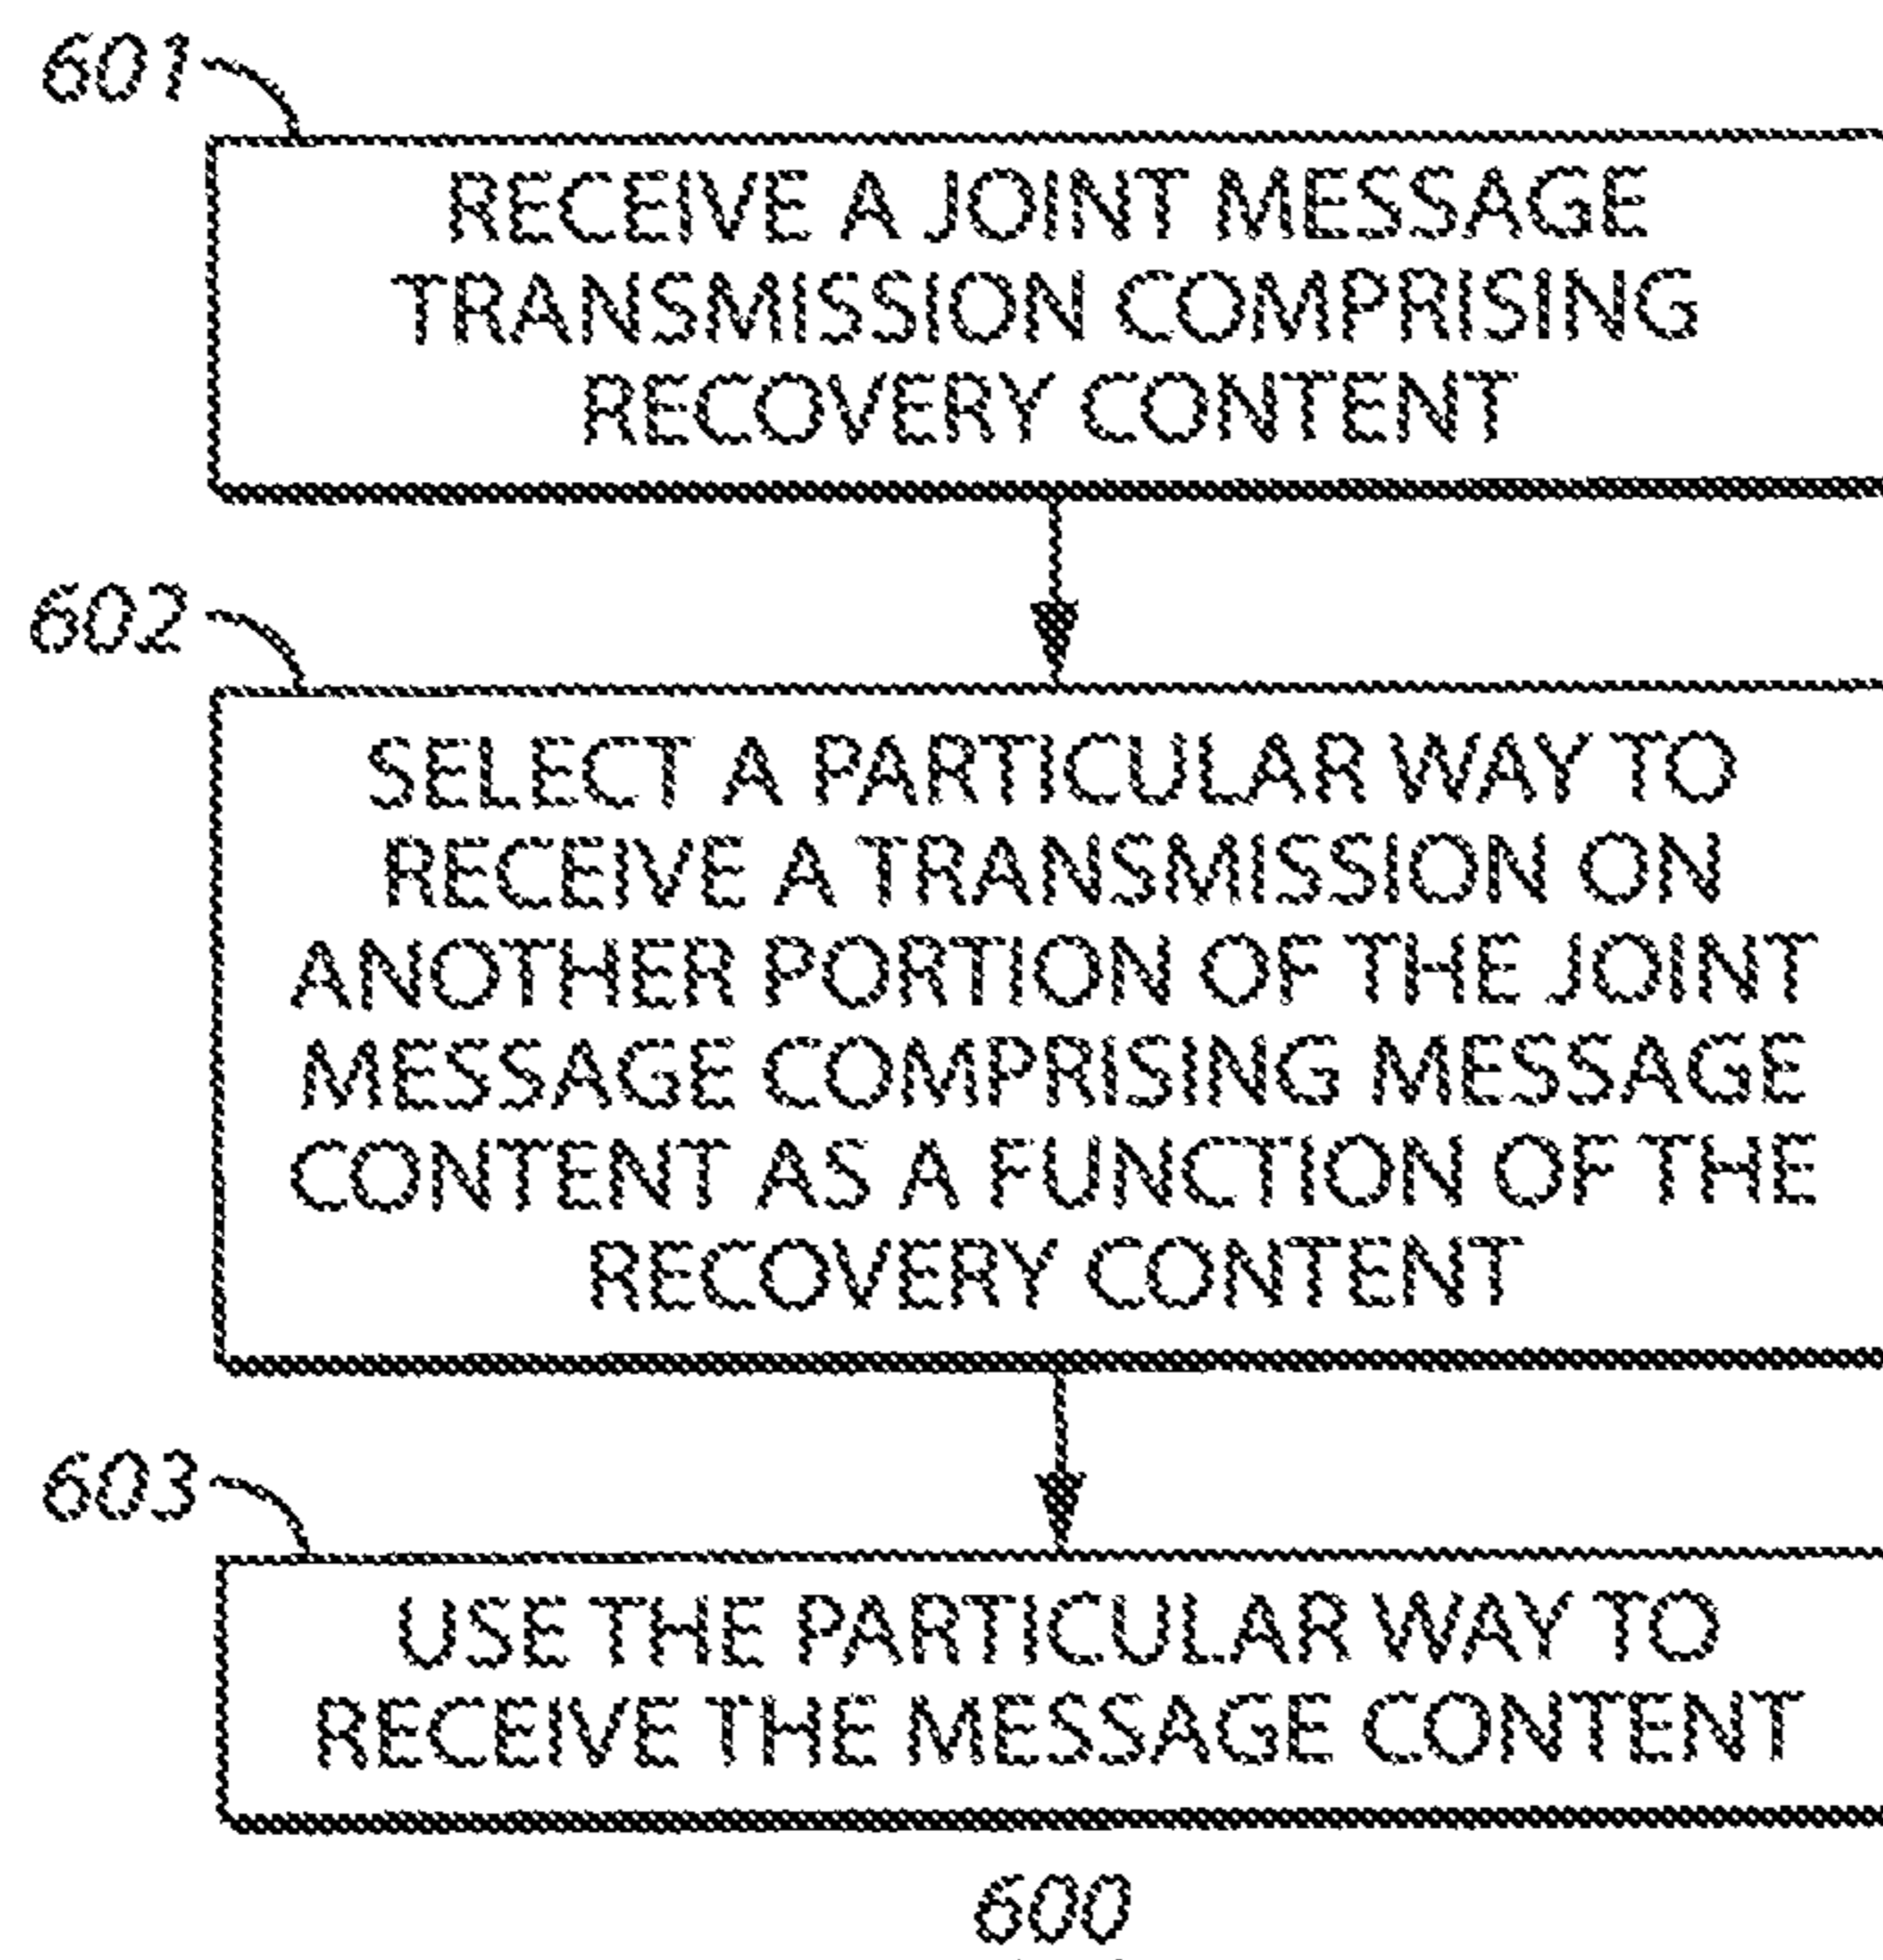 601
RECEIVE A JOINT MESSAGE
TRANSMISSION COMPRISING
RECOVERY CONTENT
602
SELECT A PARTICULAR WAY TO
RECEIVE A TRANSMISSION ON
ANOTHER PORTION OF THE JOINT
MESSAGE COMPRISING MESSAGE
CONTENT AS A FUNCTION OF THE
RECOVERY CONTENT
603
USE THE PARTICULAR WAY TO
RECEIVE THE MESSAGE CONTENT
600